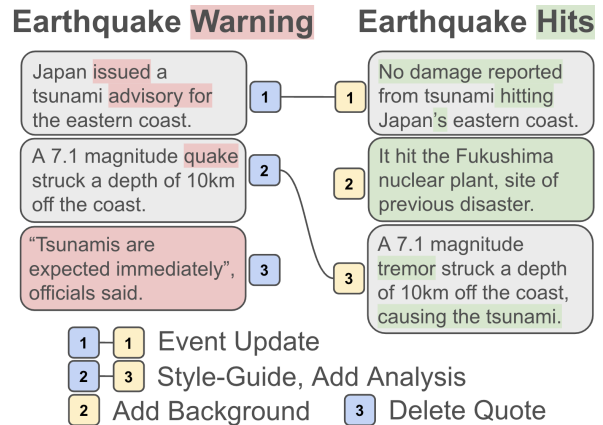 Earthquake Warning
Japan issued a
tsunami advisory for
the eastern coast.
1
A 7.1 magnitude quake
struck a depth of 10km
off the coast.
2
“Tsunamis are
expected immediately”,
officials said.
3
Earthquake Hits
1
No damage reported
from tsunami hitting
Japan’s eastern coast.
2
It hit the Fukushima
nuclear plant, site of
previous disaster.
3
A 7.1 magnitude
tremor struck a depth
of 10km off the coast,
causing the tsunami.
1 1 Event Update
2 3 Style-Guide, Add Analysis
2 Add Background 3 Delete Quote